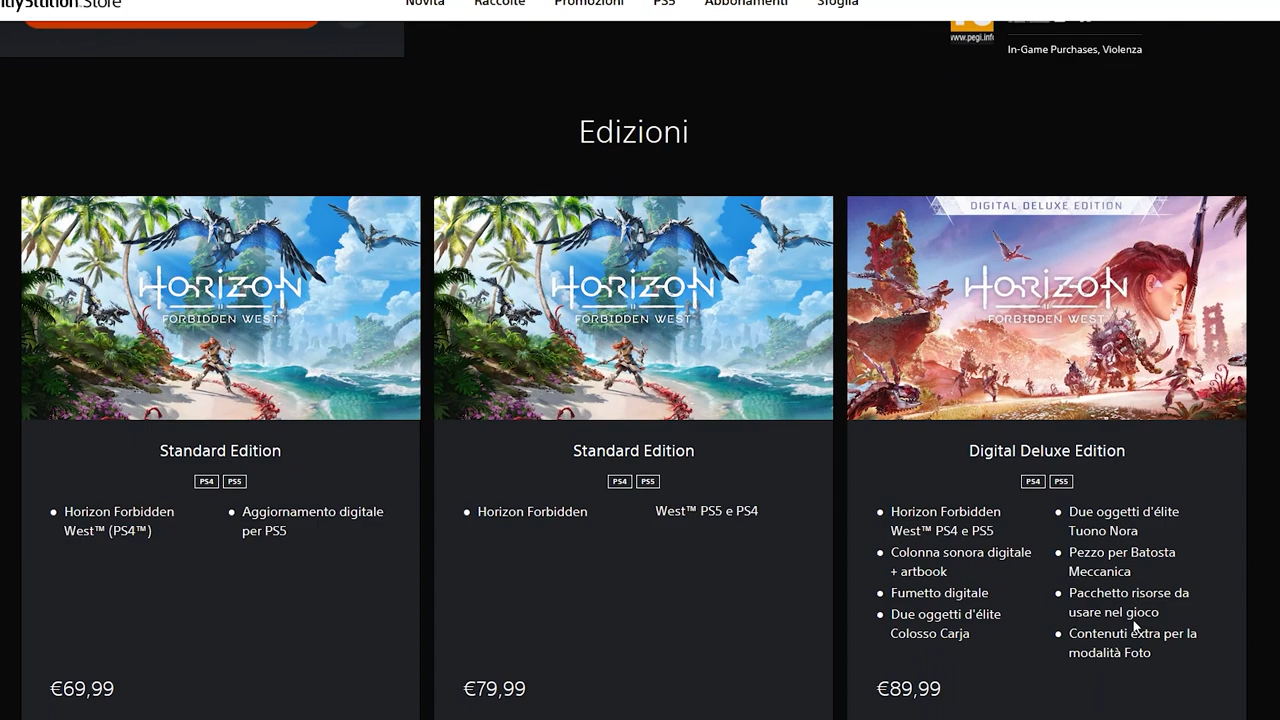 Store
Novità Raccolte Promozioni PS5 Abbonamenti Sfoglia
www.pegi.info
In-Game Purchases, Violenza
Edizioni
HORIZON
FORBIDDEN WEST
HORIZON
FORBIDDEN WEST
DIGITAL DELUXE EDITION
HORIZON
FORBIDDEN WEST
Standard Edition
PS4 PS5
Horizon Forbidden
West™ (PS4™)
Aggiornamento digitale
per PS5
€69,99
Standard Edition
PS4 PS5
Horizon Forbidden
West™ PS5 e PS4
€79,99
Digital Deluxe Edition
PS4 PS5
Horizon Forbidden
West™ PS4 e PS5
Colonna sonora digitale
+ artbook
Fumetto digitale
Due oggetti d'élite
Colosso Carja
Due oggetti d'élite
Tuono Nora
Pezzo per Batosta
Meccanica
Pacchetto risorse da
usare nel gioco
Contenuti extra per la
modalità Foto
€89,99